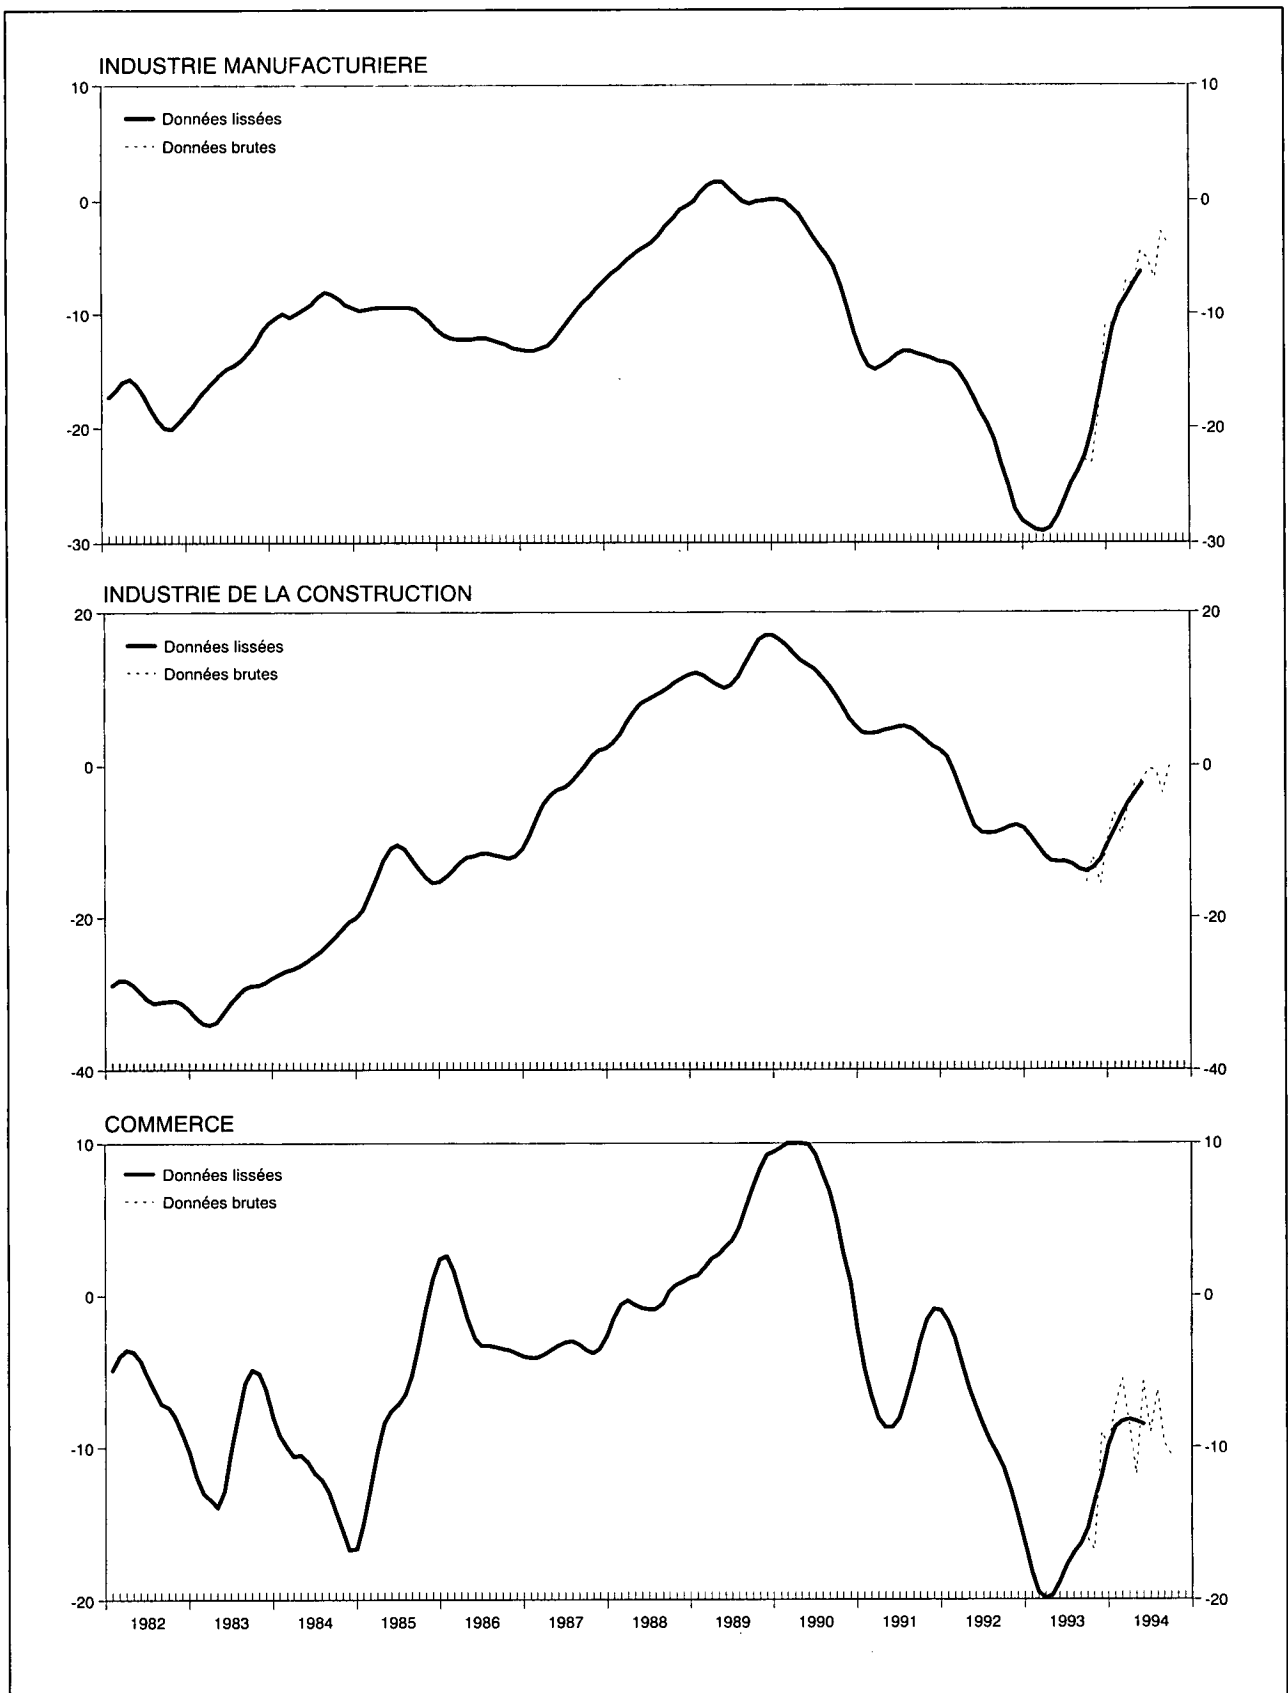 INDUSTRIE MANUFACTURIERE
10 10
Données lissées
Données brutes
0 0
-10 -10
-20 -20
-30 -30
INDUSTRIE DE LA CONSTRUCTION
20 20
Données lissées
Données brutes
0 0
-20 -20
-40 -40
COMMERCE
10 10
Données lissées
Données brutes
0 0
-10 -10
-20 -20
1982 1983 1984 1985 1986 1987 1988 1989 1990 1991 1992 1993 1994